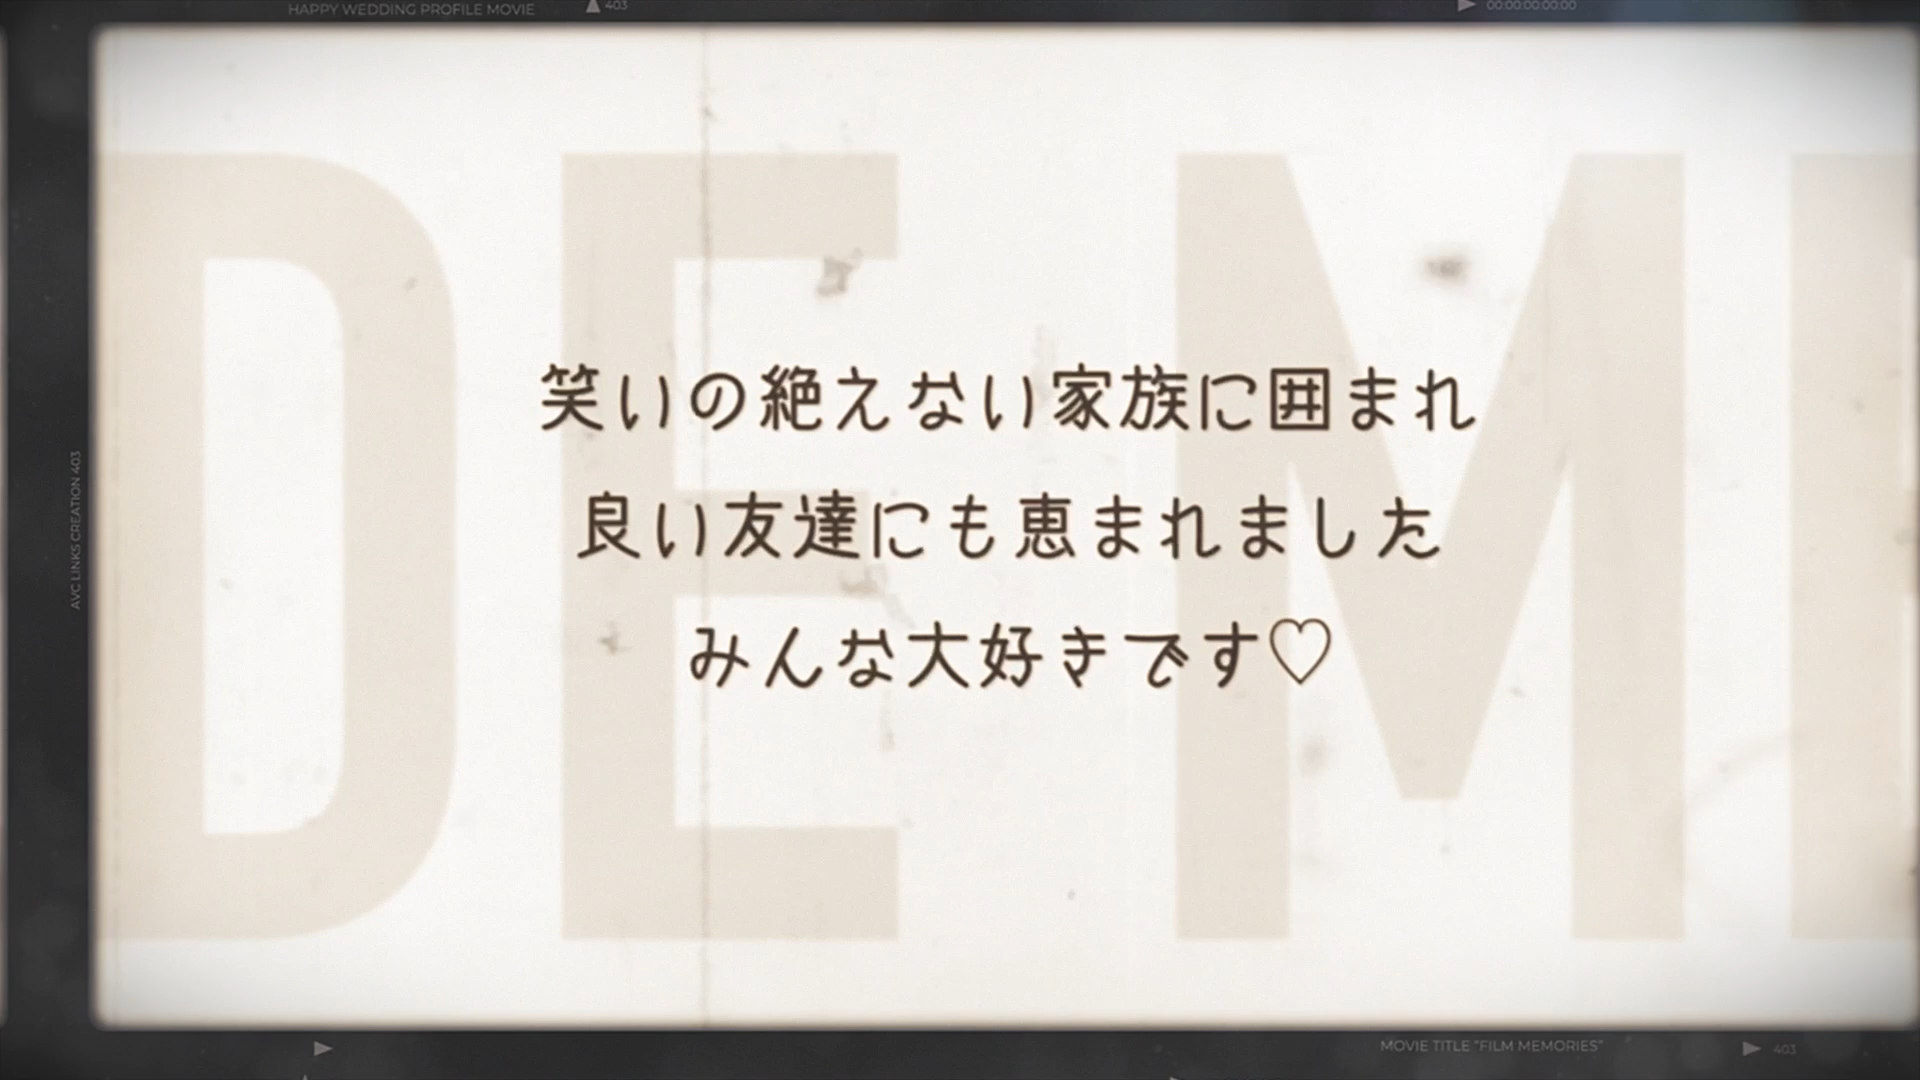 HAPPY WEDDING PROFILE MOVIE
403
00:00:00:00:00
DE M
AVC LINKS CREATION 403
笑いの絶えない家族に囲まれ
良い友達にも恵まれました
みんな大好きです♡
MOVIE TITLE "FILM MEMORIES"
403